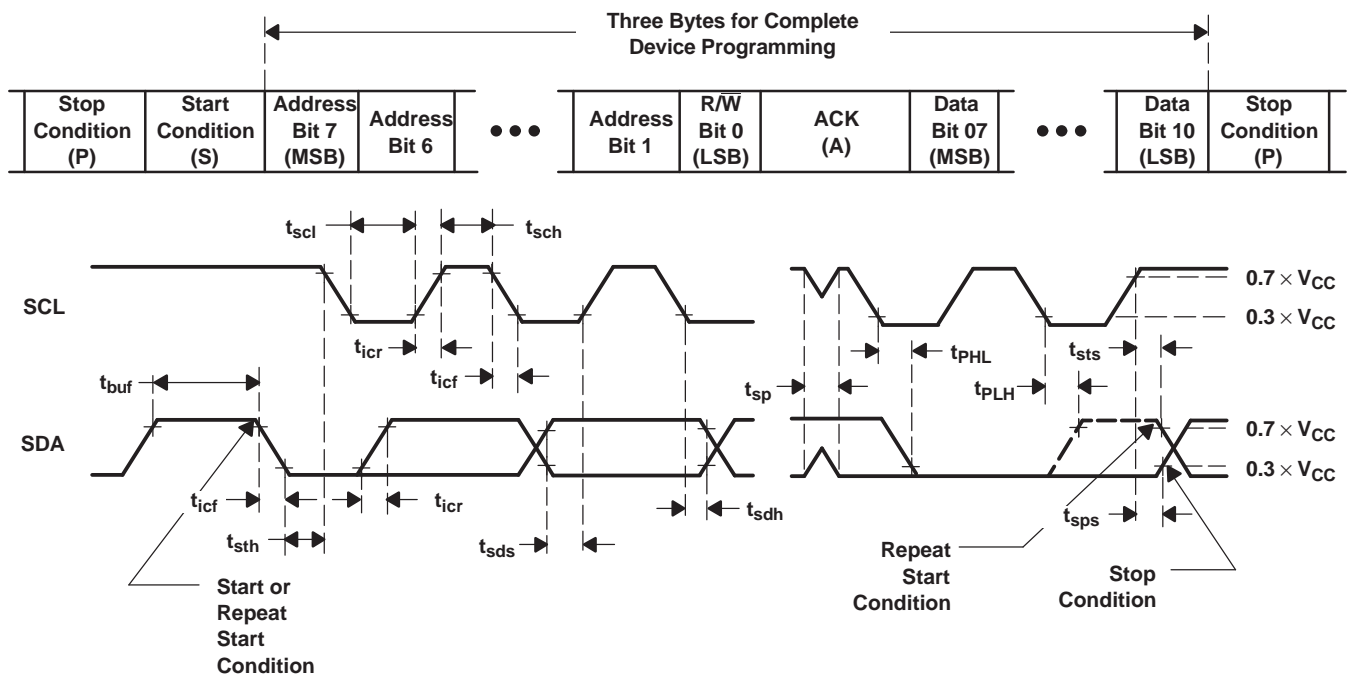 Three Bytes for Complete
Device Programming
Stop
Condition
(P)
Start
Condition
(S)
Address
Bit 7
(MSB)
Address
Bit 6
•••
Address
Bit 1
R/W̅
Bit 0
(LSB)
ACK
(A)
Data
Bit 07
(MSB)
•••
Data
Bit 10
(LSB)
Stop
Condition
(P)
tscl
tsch
SCL
0.7 × VCC
0.3 × VCC
ticr
ticf
tbuf
tPHL
tsts
tsp
tPLH
SDA
0.7 × VCC
0.3 × VCC
ticf
ticr
tsth
tsds
tsdh
tsps
Start or
Repeat
Start
Condition
Repeat
Start
Condition
Stop
Condition